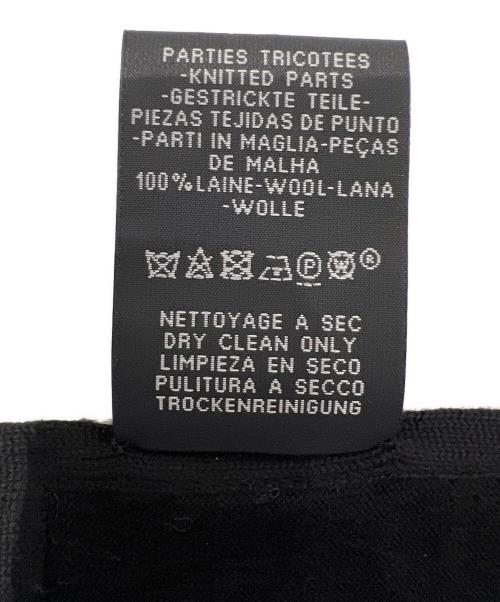 PARTIES TRICOTEES
-KNITTED PARTS
-GESTRICKTE TEILE-
PIEZAS TEJIDAS DE PUNTO
-PARTI IN MAGLIA-PEÇAS
DE MALHA
100%LAINE-WOOL-LANA
-WOLLE
P W ®
NETTOYAGE A SEC
DRY CLEAN ONLY
LIMPIEZA EN SECO
PULITURA A SECCO
TROCKENREINIGUNG